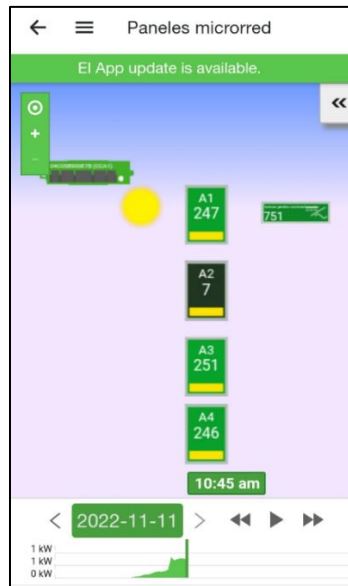 Paneles microrred
EI App update is available.
«
+
-
A1
247
751
A2
7
A3
251
A4
246
10:45 am
2022-11-11
1 kW
1 kW
0 kW